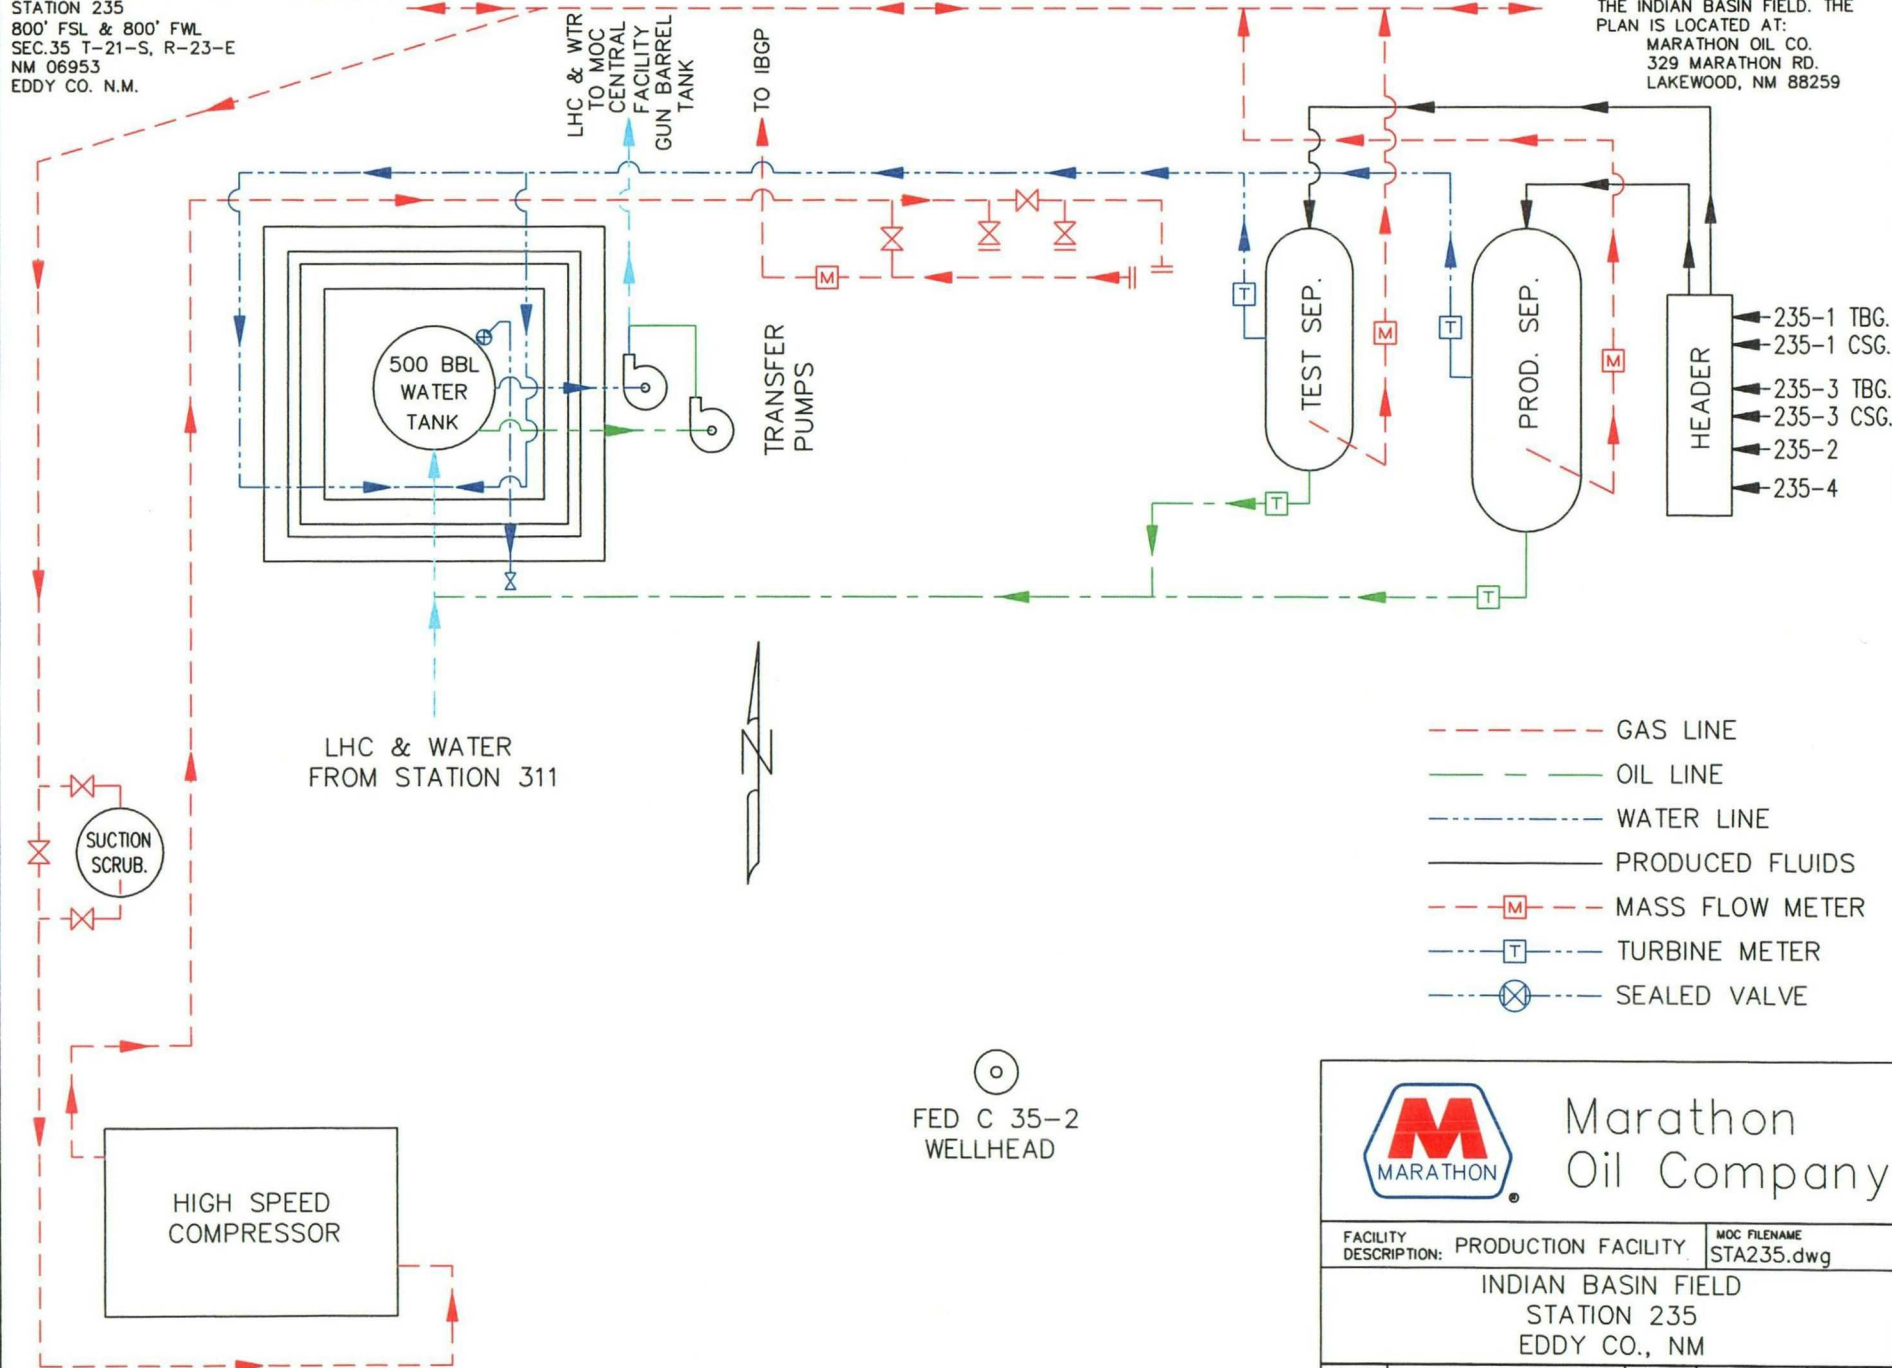 STATION 235
800' FSL & 800' FWL
SEC.35 T-21-S, R-23-E
NM 06953
EDDY CO. N.M.
THE INDIAN BASIN FIELD. THE
PLAN IS LOCATED AT:
MARATHON OIL CO.
329 MARATHON RD.
LAKEWOOD, NM 88259
LHC & WTR
TO MOC
CENTRAL
FACILITY
GUN BARREL
TANK
TO IBGP
M
T
T
M
M
TEST SEP.
PROD. SEP.
HEADER
235-1 TBG.
235-1 CSG.
235-3 TBG.
235-3 CSG.
235-2
235-4
500 BBL
WATER
TANK
TRANSFER
PUMPS
T
T
N
LHC & WATER
FROM STATION 311
SUCTION
SCRUB.
GAS LINE
OIL LINE
WATER LINE
PRODUCED FLUIDS
M MASS FLOW METER
T TURBINE METER
SEALED VALVE
FED C 35-2
WELLHEAD
HIGH SPEED
COMPRESSOR
MARATHON
®
Marathon
Oil Company
FACILITY
DESCRIPTION: PRODUCTION FACILITY
MOC FILENAME
STA235.dwg
INDIAN BASIN FIELD
STATION 235
EDDY CO., NM